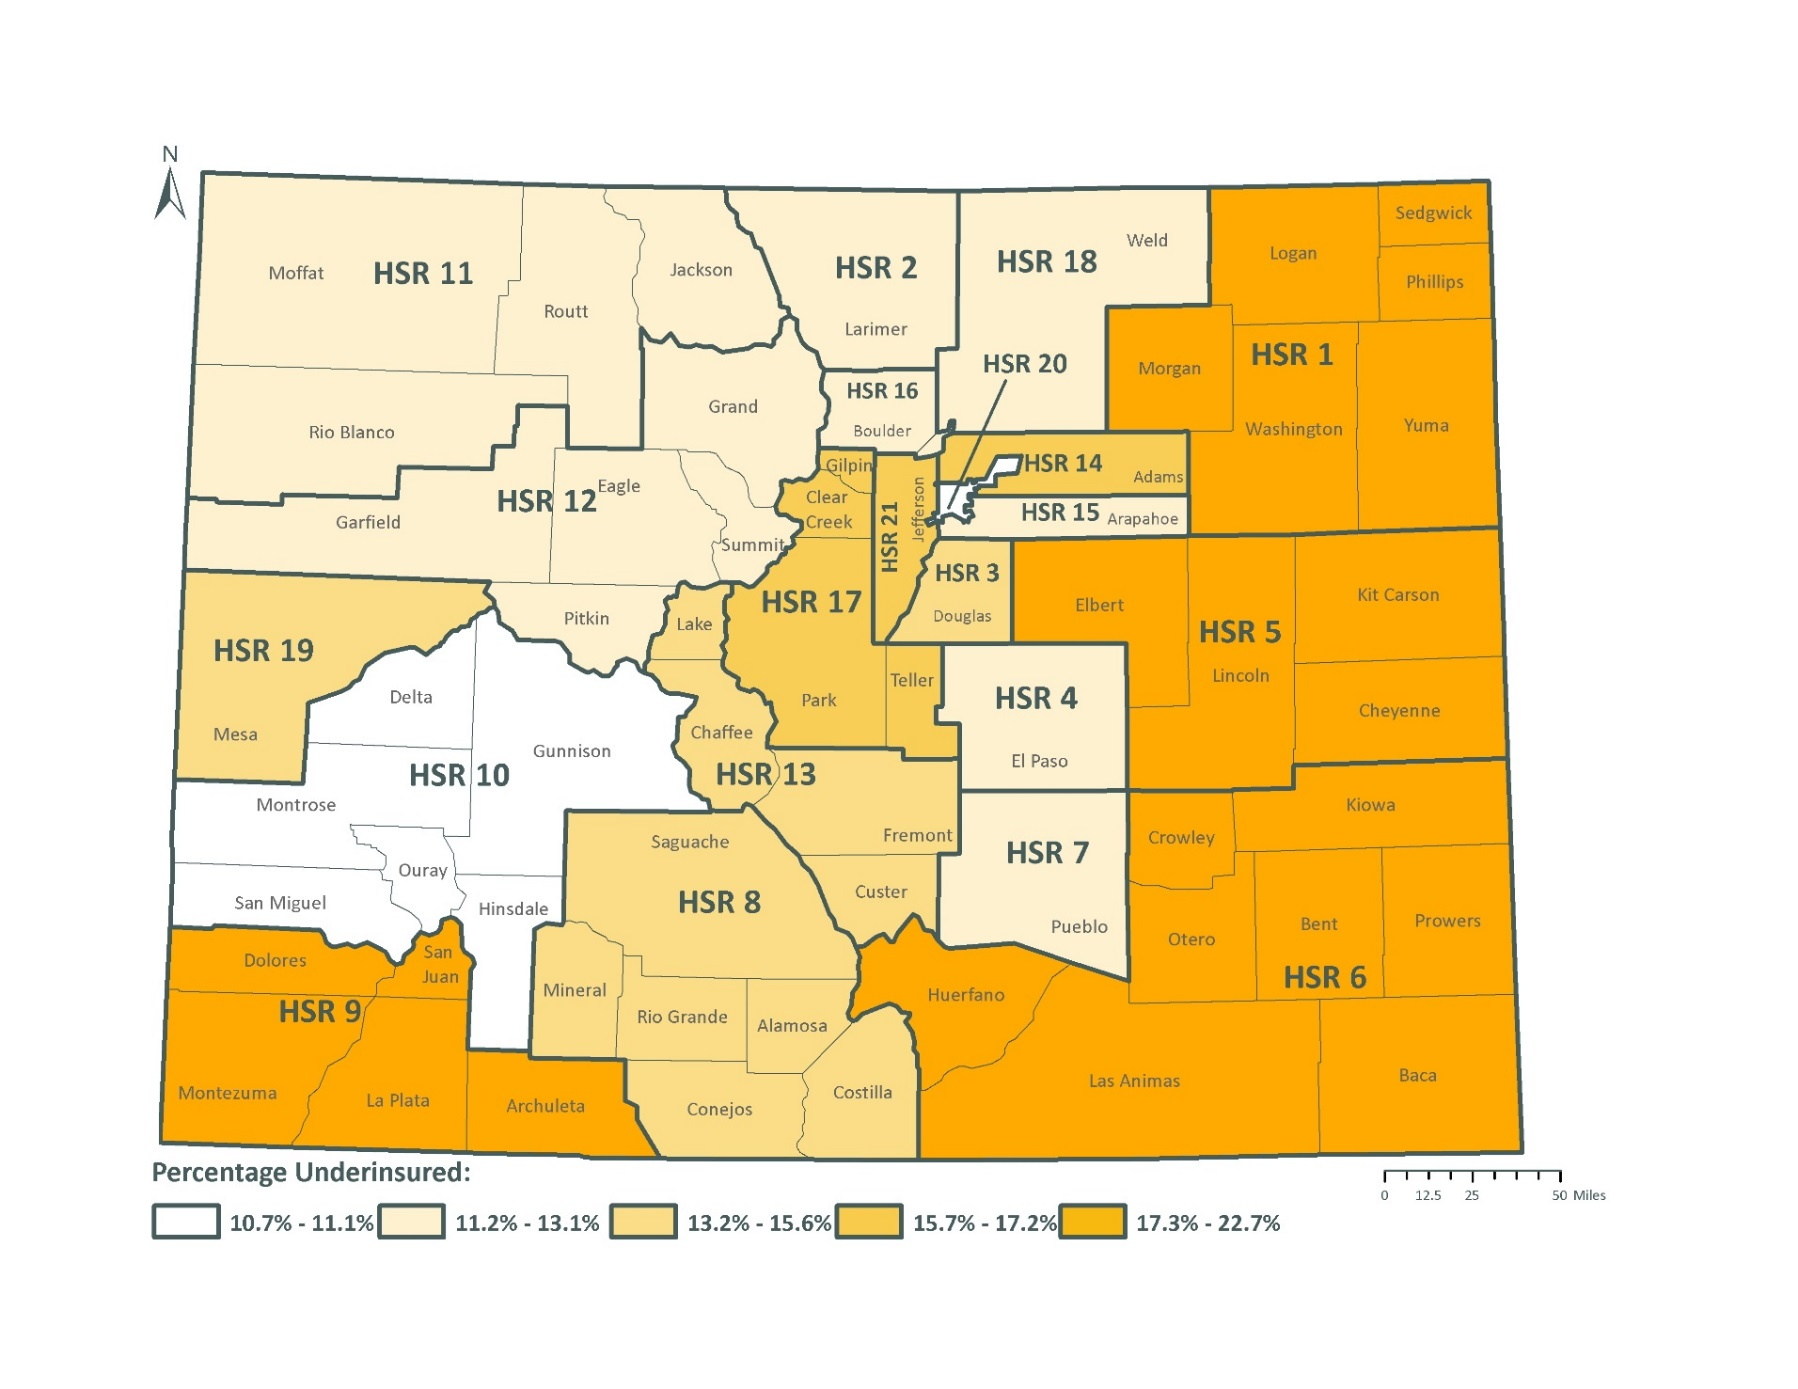 N
Sedgwick
Weld
Logan
HSR 18
HSR 2
Moffat
HSR 11
Jackson
Phillips
Routt
Larimer
HSR 1
HSR 20
Morgan
HSR 16
Grand
Yuma
Rio Blanco
Boulder
Washington
Gilpin
HSR 14
Adams
Eagle
HSR 12
Clear
Creek
HSR 21
Jefferson
HSR 15
Arapahoe
Garfield
Summit
HSR 3
Kit Carson
HSR 17
Elbert
Pitkin
Lake
Douglas
HSR 5
HSR 19
Lincoln
Teller
Delta
Park
HSR 4
Cheyenne
Mesa
Chaffee
Gunnison
El Paso
HSR 10
HSR 13
Montrose
Kiowa
Fremont
Crowley
Saguache
HSR 7
Ouray
Custer
San Miguel
Hinsdale
HSR 8
Pueblo
Bent
Prowers
Otero
San
Juan
Dolores
HSR 6
Mineral
Huerfano
HSR 9
Rio Grande
Alamosa
Las Animas
Baca
Montezuma
La Plata
Archuleta
Conejos
Costilla
Percentage Underinsured:
0 12.5 25 50 Miles
10.7% - 11.1% 11.2% - 13.1% 13.2% - 15.6% 15.7% - 17.2% 17.3% - 22.7%